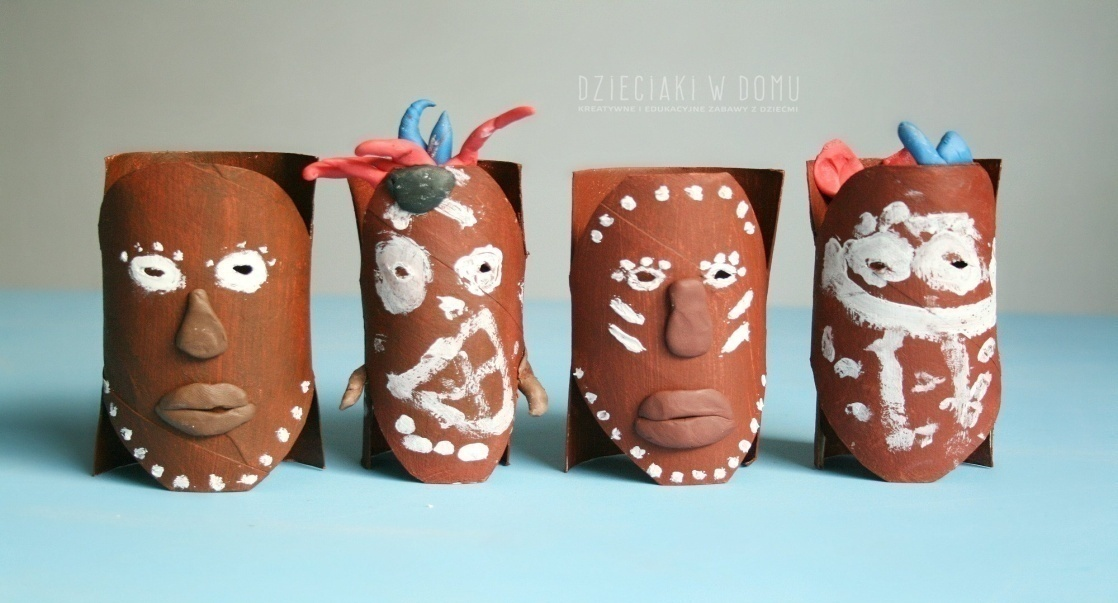 DZIECIAKI W DOMU
KREATYWNE I EDUKACYJNE ZABAWY Z DZIEĆMI